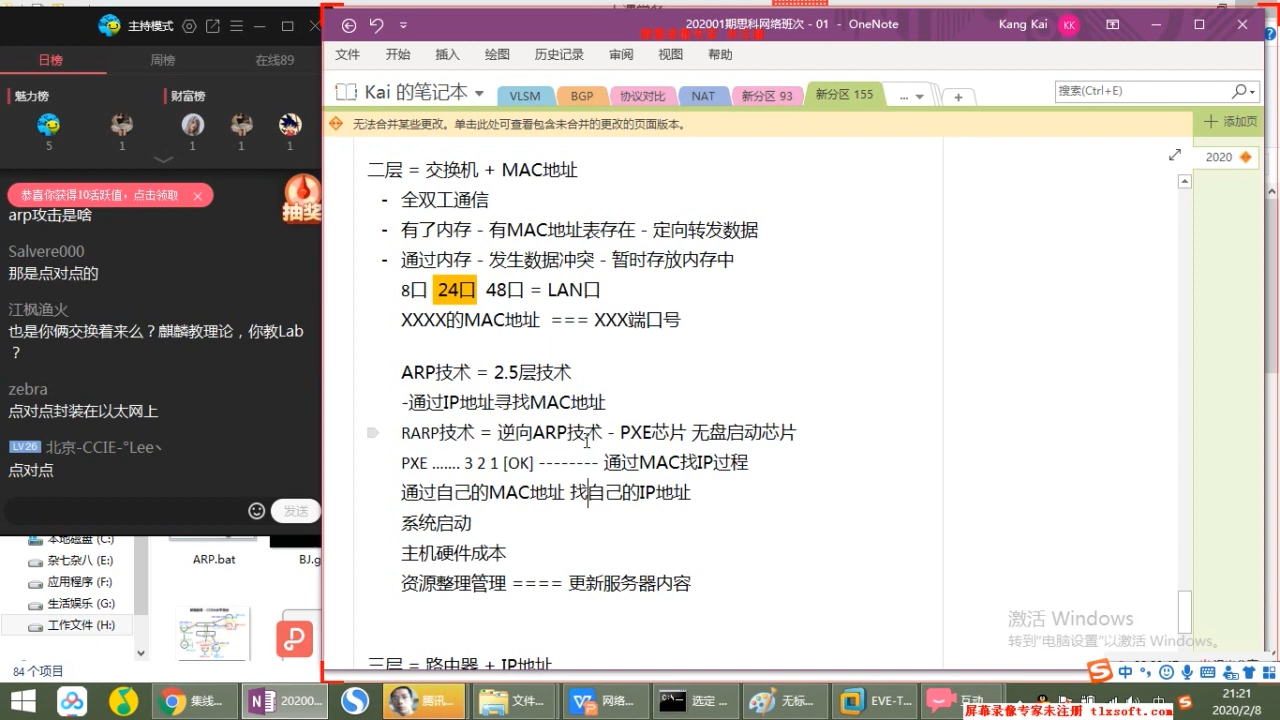 主持模式
日榜 周榜 在线89
魅力榜 财富榜
5 1 1 1 1
恭喜你获得10活跃值，点击领取
抽奖
arp攻击是啥
Salvere000
那是点对点的
江枫渔火
也是你俩交换着来么？麒麟教理论，你教Lab
？
zebra
点对点封装在以太网上
LV26 北京-CCIE-°Lee丶
点对点
发送
本地磁盘 (C:)
杂七杂八 (E:)
应用程序 (F:)
生活娱乐 (G:)
工作文件 (H:)
ARP.bat
BJ.g
84 个项目
202001期思科网络班次 - 01 - OneNote
Kang Kai KK
文件 开始 插入 绘图 历史记录 审阅 视图 帮助
Kai 的笔记本
VLSM BGP 协议对比 NAT 新分区 93 新分区 155 ...
搜索(Ctrl+E)
无法合并某些更改。单击此处可查看包含未合并的更改的页面版本。
添加页
2020
二层 = 交换机 + MAC地址
- 全双工通信
- 有了内存 - 有MAC地址表存在 - 定向转发数据
- 通过内存 - 发生数据冲突 - 暂时存放内存中
8口 24口 48口 = LAN口
XXXX的MAC地址 === XXX端口号
ARP技术 = 2.5层技术
-通过IP地址寻找MAC地址
RARP技术 = 逆向ARP技术 - PXE芯片 无盘启动芯片
PXE ....... 3 2 1 [OK] -------- 通过MAC找IP过程
通过自己的MAC地址 找自己的IP地址
系统启动
主机硬件成本
资源整理管理 ==== 更新服务器内容
三层 = 路由器 + IP地址
激活 Windows
转到"电脑设置"以激活 Windows。
中
集线... 20200... 腾讯... 文件... 网络... 选定 ... 无标... EVE-T... 互动
21:21
2020/2/8
屏幕录像专家未注册 tlxsoft.com